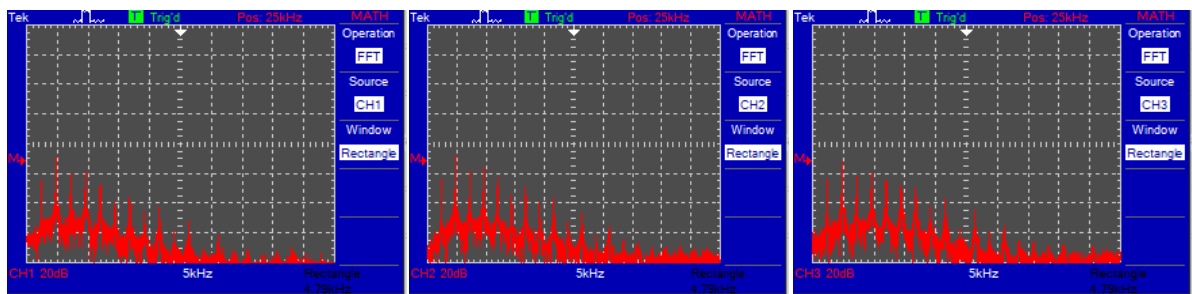 Tek T Trig'd Pos: 25kHz MATH
Operation
FFT
Source
CH1
Window
Rectangle
M
CH1 20dB 5kHz Rectangle
4.79kHz
Tek T Trig'd Pos: 25kHz MATH
Operation
FFT
Source
CH2
Window
Rectangle
M
CH2 20dB 5kHz Rectangle
4.79kHz
Tek T Trig'd Pos: 25kHz MATH
Operation
FFT
Source
CH3
Window
Rectangle
M
CH3 20dB 5kHz Rectangle
4.79kHz